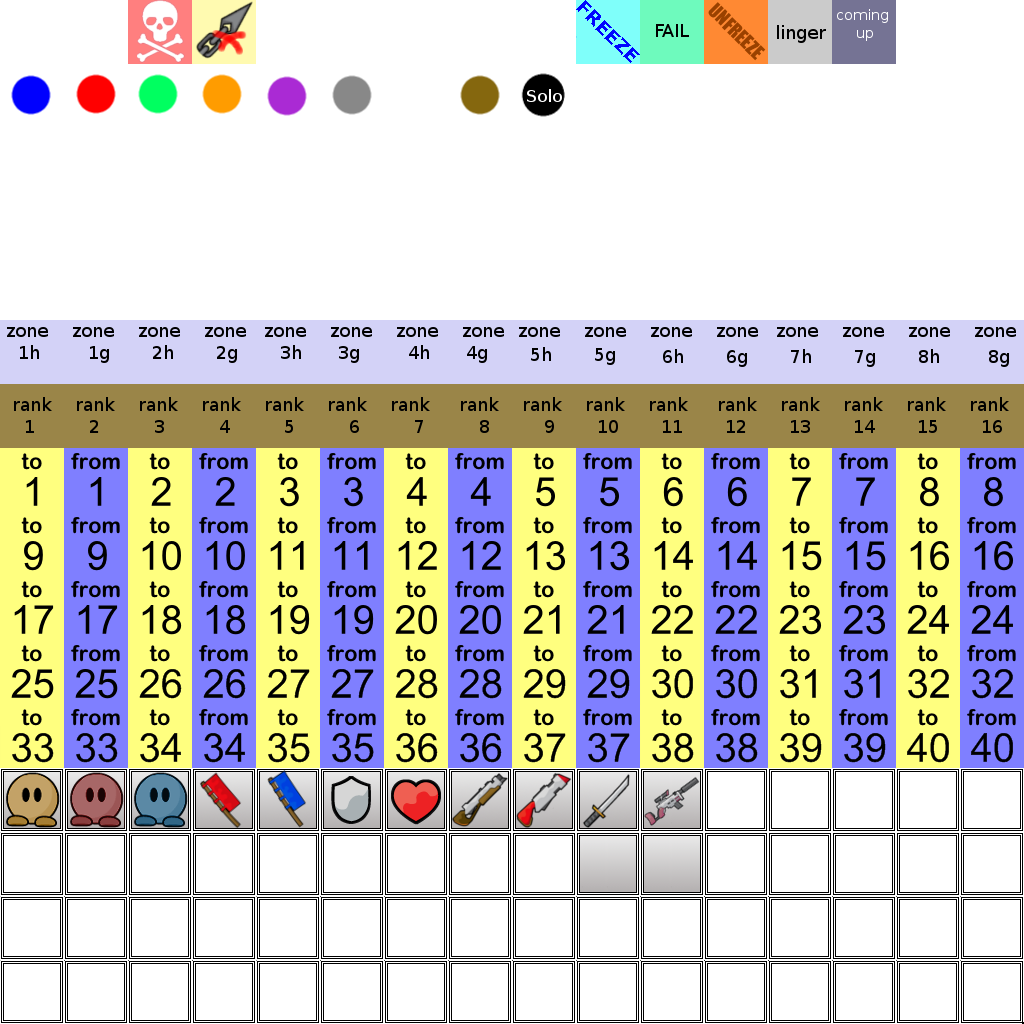 FREEZE FAIL UNFREEZE linger coming up
Solo
zone 1h zone 1g zone 2h zone 2g zone 3h zone 3g zone 4h zone 4g zone 5h zone 5g zone 6h zone 6g zone 7h zone 7g zone 8h zone 8g
rank 1 rank 2 rank 3 rank 4 rank 5 rank 6 rank 7 rank 8 rank 9 rank 10 rank 11 rank 12 rank 13 rank 14 rank 15 rank 16
to 1 from 1 to 2 from 2 to 3 from 3 to 4 from 4 to 5 from 5 to 6 from 6 to 7 from 7 to 8 from 8
to 9 from 9 to 10 from 10 to 11 from 11 to 12 from 12 to 13 from 13 to 14 from 14 to 15 from 15 to 16 from 16
to 17 from 17 to 18 from 18 to 19 from 19 to 20 from 20 to 21 from 21 to 22 from 22 to 23 from 23 to 24 from 24
to 25 from 25 to 26 from 26 to 27 from 27 to 28 from 28 to 29 from 29 to 30 from 30 to 31 from 31 to 32 from 32
to 33 from 33 to 34 from 34 to 35 from 35 to 36 from 36 to 37 from 37 to 38 from 38 to 39 from 39 to 40 from 40